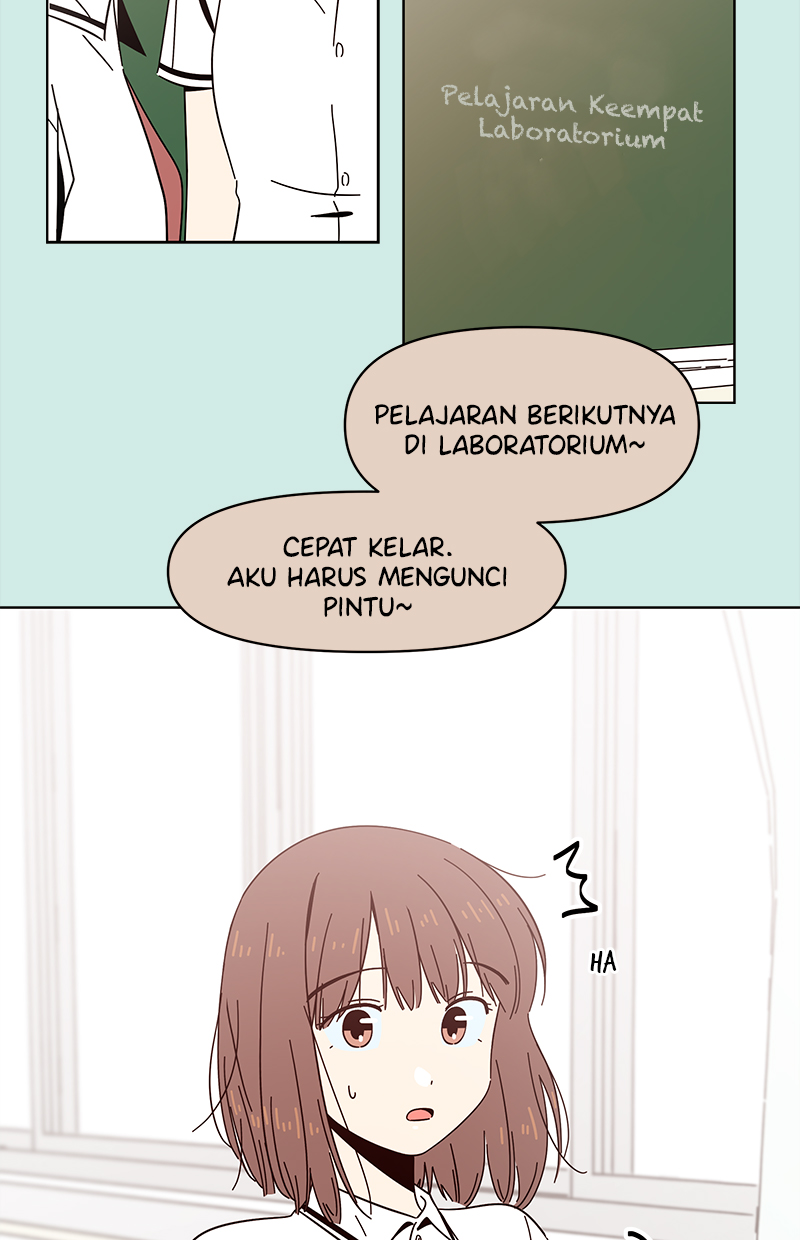 Pelajaran Keempat
Laboratorium
PELAJARAN BERIKUTNYA
DI LABORATORIUM~
CEPAT KELAR.
AKU HARUS MENGUNCI
PINTU~
HA